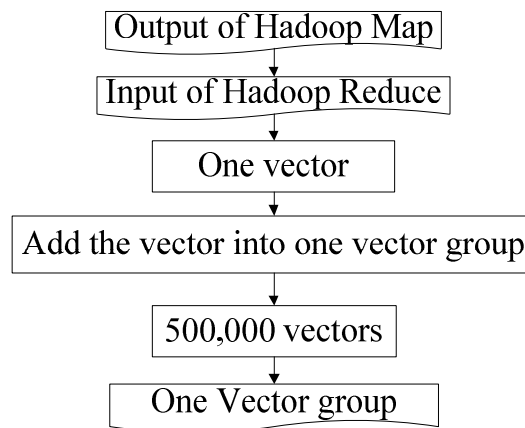 Output of Hadoop Map
Input of Hadoop Reduce
One vector
Add the vector into one vector group
500,000 vectors
One Vector group